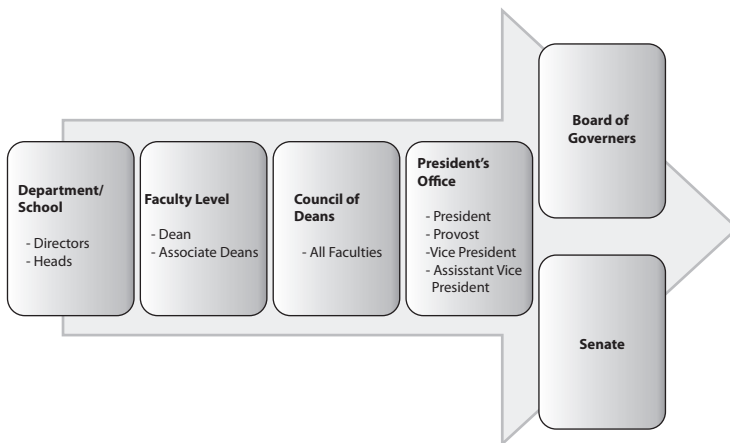 Department/
School
- Directors
- Heads
Faculty Level
- Dean
- Associate Deans
Council of
Deans
- All Faculties
President’s
Office
- President
- Provost
-Vice President
- Assisstant Vice
President
Board of
Governers
Senate